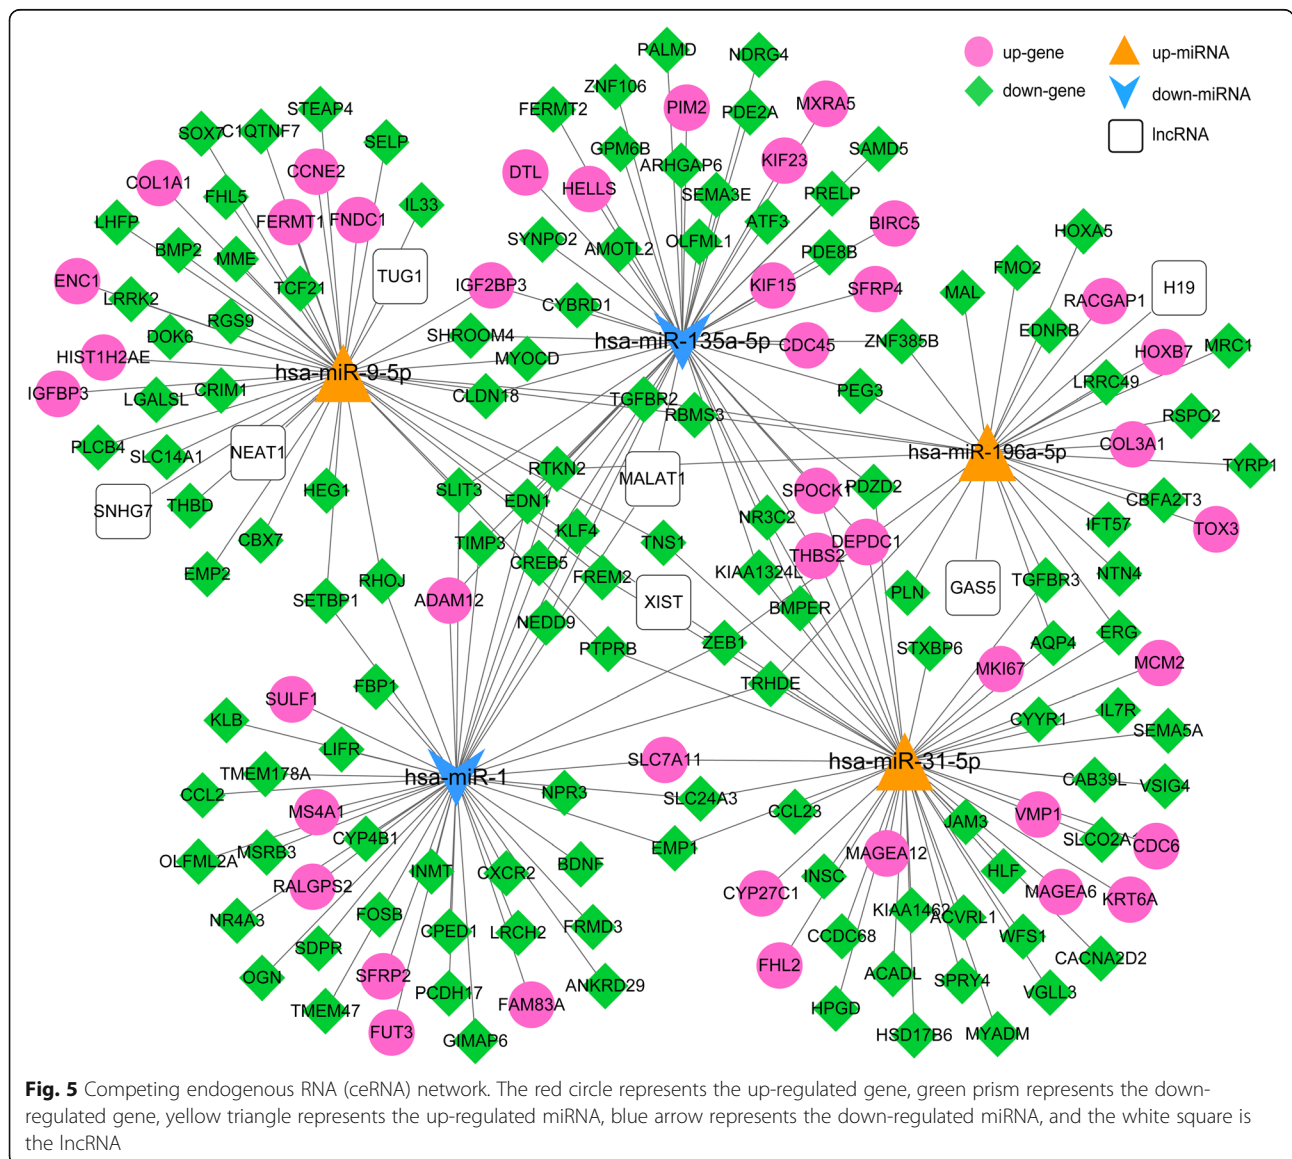 PALMD
NDRG4
up-gene
up-miRNA
ZNF106
down-gene
down-miRNA
STEAP4
FERMT2
PIM2
MXRA5
PDE2A
SOX7
C1QTNF7
lncRNA
SELP
GPM6B
SAMD5
CCNE2
DTL
ARHGAP6
KIF23
COL1A1
HELLS
SEMA3E
PRELP
FHL5
IL33
LHFP
FERMT1
FNDC1
ATF3
BIRC5
SYNPO2
AMOTL2
OLFML1
HOXA5
BMP2
MME
PDE8B
FMO2
TUG1
ENC1
TCF21
IGF2BP3
KIF15
SFRP4
MAL
H19
LRRK2
CYBRD1
RACGAP1
RGS9
EDNRB
DOK6
SHROOM4
hsa-miR-135a-5p
CDC45
ZNF385B
HOXB7
MRC1
HIST1H2AE
MYOCD
hsa-miR-9-5p
LRRC49
IGFBP3
LGALSL
CRIM1
CLDN18
TGFBR2
RBMS3
PEG3
RSPO2
PLCB4
SLC14A1
NEAT1
hsa-miR-196a-5p
COL3A1
RTKN2
MALAT1
TYRP1
HEG1
SLIT3
SPOCK1
PDZD2
SNHG7
THBD
EDN1
CBFA2T3
NR3C2
IFT57
TOX3
CBX7
TIMP3
KLF4
TNS1
DEPDC1
THBS2
EMP2
RHOJ
CREB5
FREM2
KIAA1324L
TGFBR3
NTN4
SETBP1
ADAM12
XIST
BMPER
PLN
GAS5
NEDD9
ERG
PTPRB
ZEB1
STXBP6
AQP4
MCM2
MKI67
FBP1
TRHDE
SULF1
KLB
CYYR1
IL7R
SEMA5A
LIFR
SLC7A11
hsa-miR-31-5p
TMEM178A
hsa-miR-1
CAB39L
VSIG4
CCL2
NPR3
SLC24A3
CCL23
MS4A1
JAM3
VMP1
CYP4B1
SLCO2A
CDC6
OLFML2A
MSRB3
EMP1
MAGEA12
INMT
CXCR2
BDNF
HLF
RALGPS2
CYP27C1
INSC
MAGEA6
KRT6A
NR4A3
FOSB
KIAA1462
ACVRL1
CPED1
LRCH2
FRMD3
CCDC68
WFS1
SDPR
CACNA2D2
OGN
SFRP2
FHL2
ACADL
SPRY4
PCDH17
ANKRD29
VGLL3
TMEM47
FAM83A
HPGD
FUT3
GIMAP6
HSD17B6
MYADM
Fig. 5 Competing endogenous RNA (ceRNA) network. The red circle represents the up-regulated gene, green prism represents the down-
regulated gene, yellow triangle represents the up-regulated miRNA, blue arrow represents the down-regulated miRNA, and the white square is
the lncRNA